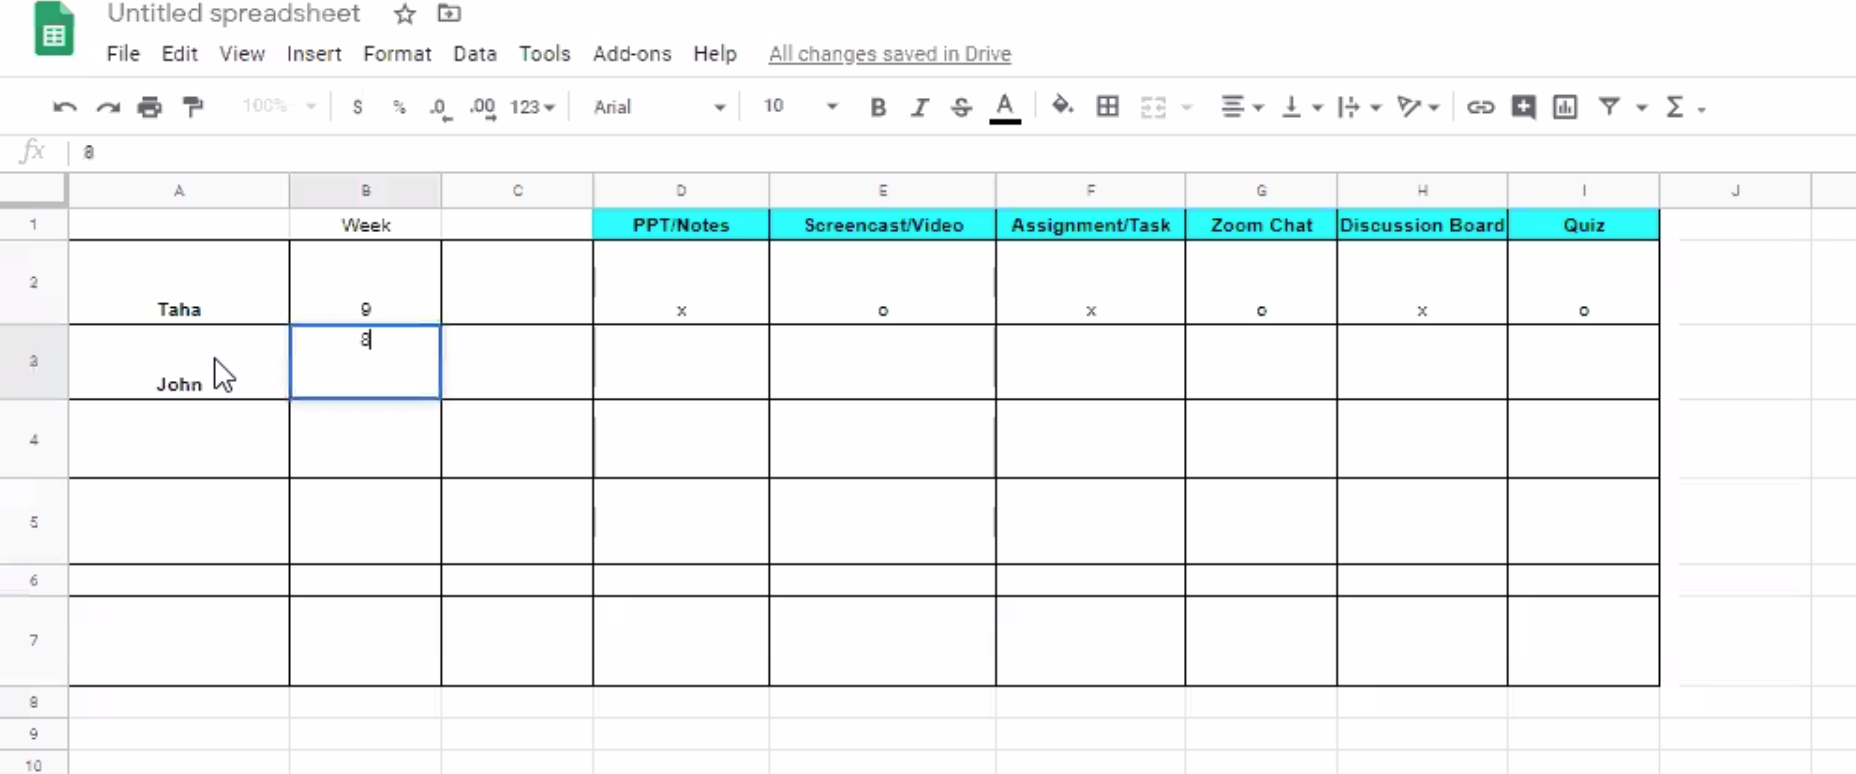 Untitled spreadsheet
File Edit View Insert Format Data Tools Add-ons Help All changes saved in Drive
100% $ % .0 .00 123 Arial 10 B I S A Σ
fx 8
A B C D E F G H I J
1 Week PPT/Notes Screencast/Video Assignment/Task Zoom Chat Discussion Board Quiz
2 Taha 9 x o x o x o
3 John 8
4
5
6
7
8
9
10